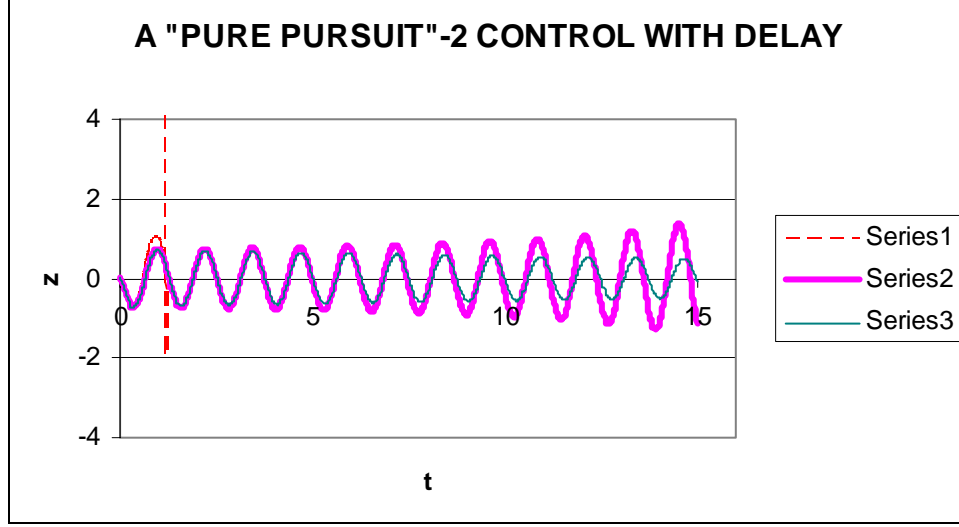 A "PURE PURSUIT"-2 CONTROL WITH DELAY
4
2
0
-2
-4
z
0
5
10
15
t
Series1
Series2
Series3